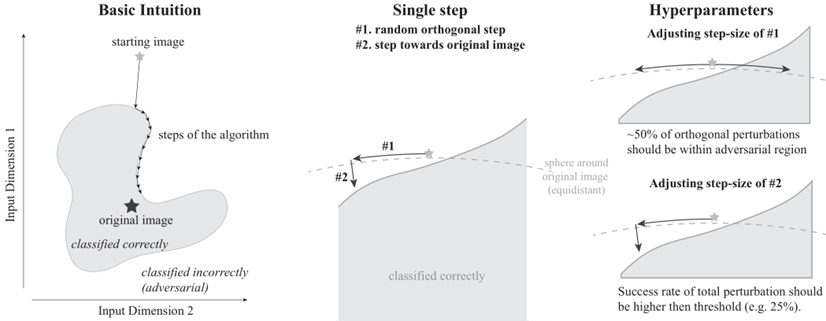 Basic Intuition
starting image
steps of the algorithm
original image
classified correctly
classified incorrectly
(adversarial)
Input Dimension 1
Input Dimension 2
Single step
#1. random orthogonal step
#2. step towards original image
#1
#2
sphere around
original image
(equidistant)
classified correctly
Hyperparameters
Adjusting step-size of #1
~50% of orthogonal perturbations
should be within adversarial region
Adjusting step-size of #2
Success rate of total perturbation should
be higher then threshold (e.g. 25%).